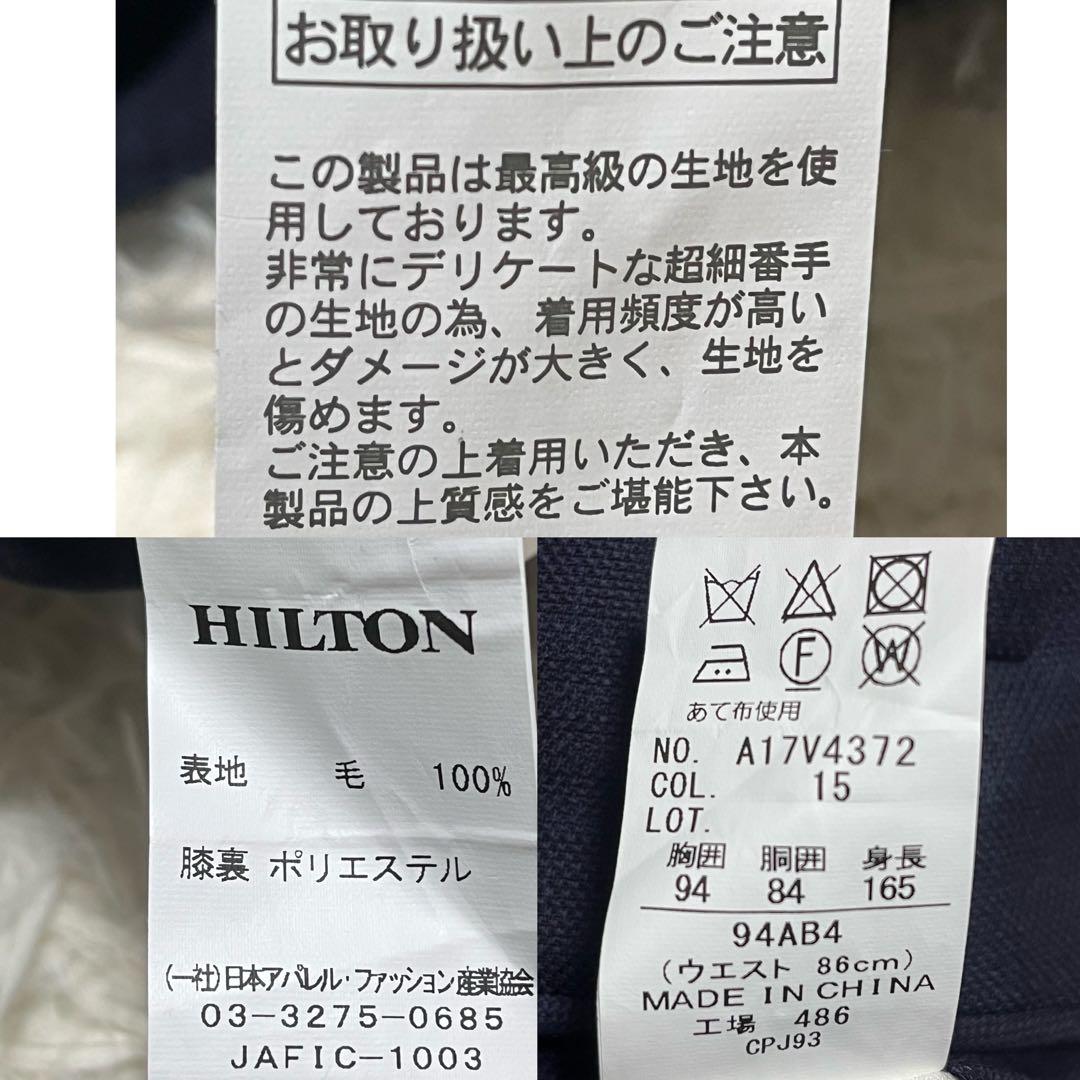 お取り扱い上のご注意
この製品は最高級の生地を使
用しております。
非常にデリケートな超細番手
の生地の為、着用頻度が高い
とダメージが大きく、生地を
傷めます。
ご注意の上着用いただき、本
製品の上質感をご堪能下さい。
HILTON
表地 毛 100%
膝裏 ポリエステル
(一社)日本アパレル・ファッション産業協会
03-3275-0685
JAFIC-1003
F W
あて布使用
NO. A17V4372
COL. 15
LOT.
胸囲 胴囲 身長
94 84 165
94AB4
(ウエスト 86cm)
MADE IN CHINA
工場 486
CPJ93